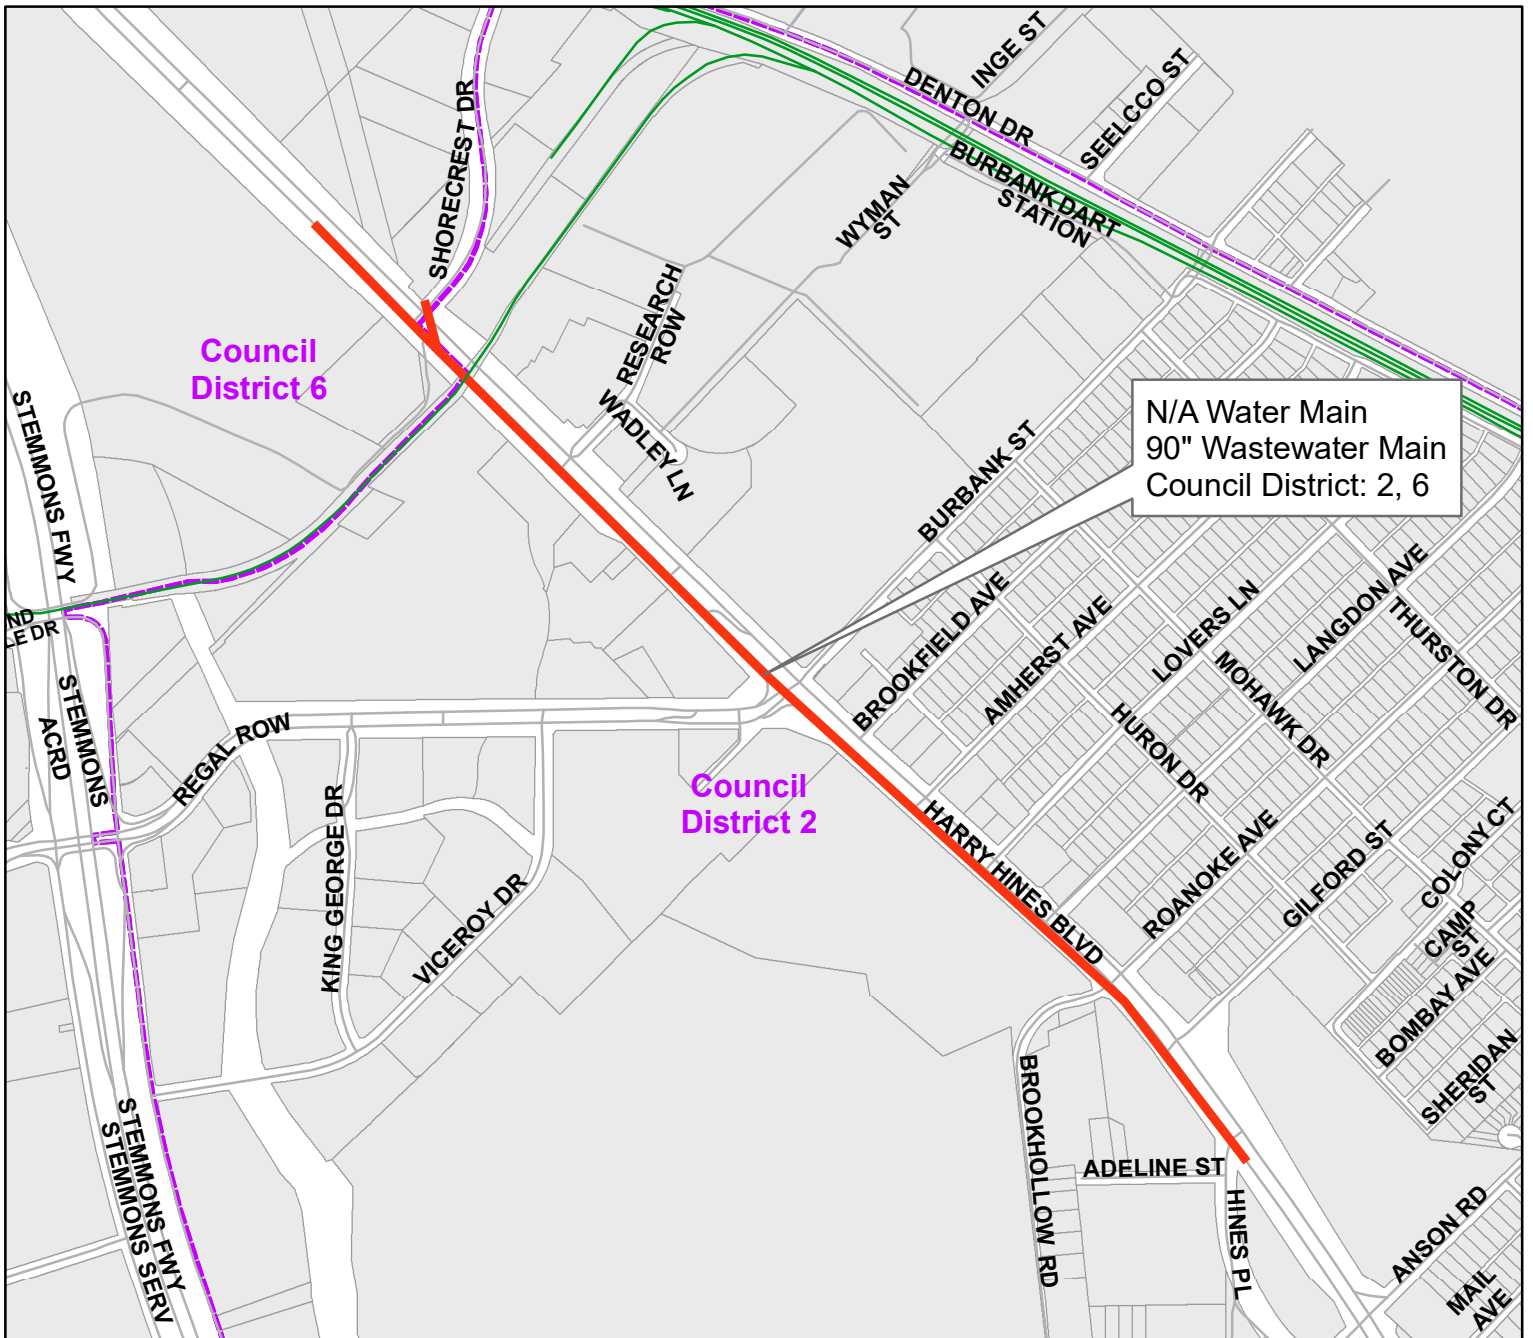 INGE ST
SEELCCO ST
DENTON DR
SHORECREST DR
BURBANK DART
STATION
WYMAN
ST
RESEARCH
ROW
Council
District 6
WADLEY LN
N/A Water Main
90" Wastewater Main
Council District: 2, 6
STEMMONS FWY
BURBANK ST
BROOKFIELD AVE
AMHERST AVE
LOVERS LN
LANGDON AVE
THURSTON DR
MOHAWK DR
HURON DR
ND
LE DR
STEMMONS
ACRD
REGAL ROW
Council
District 2
KING GEORGE DR
VICEROY DR
HARRY HINES BLVD
ROANOKE AVE
GILFORD ST
COLONY CT
CAMP
ST
BOMBAY AVE
SHERIDAN
ST
BROOKHOLLOW RD
ADELINE ST
HINES PL
STEMMONS FWY
STEMMONS SERV
ANSON RD
MAIL
AVE